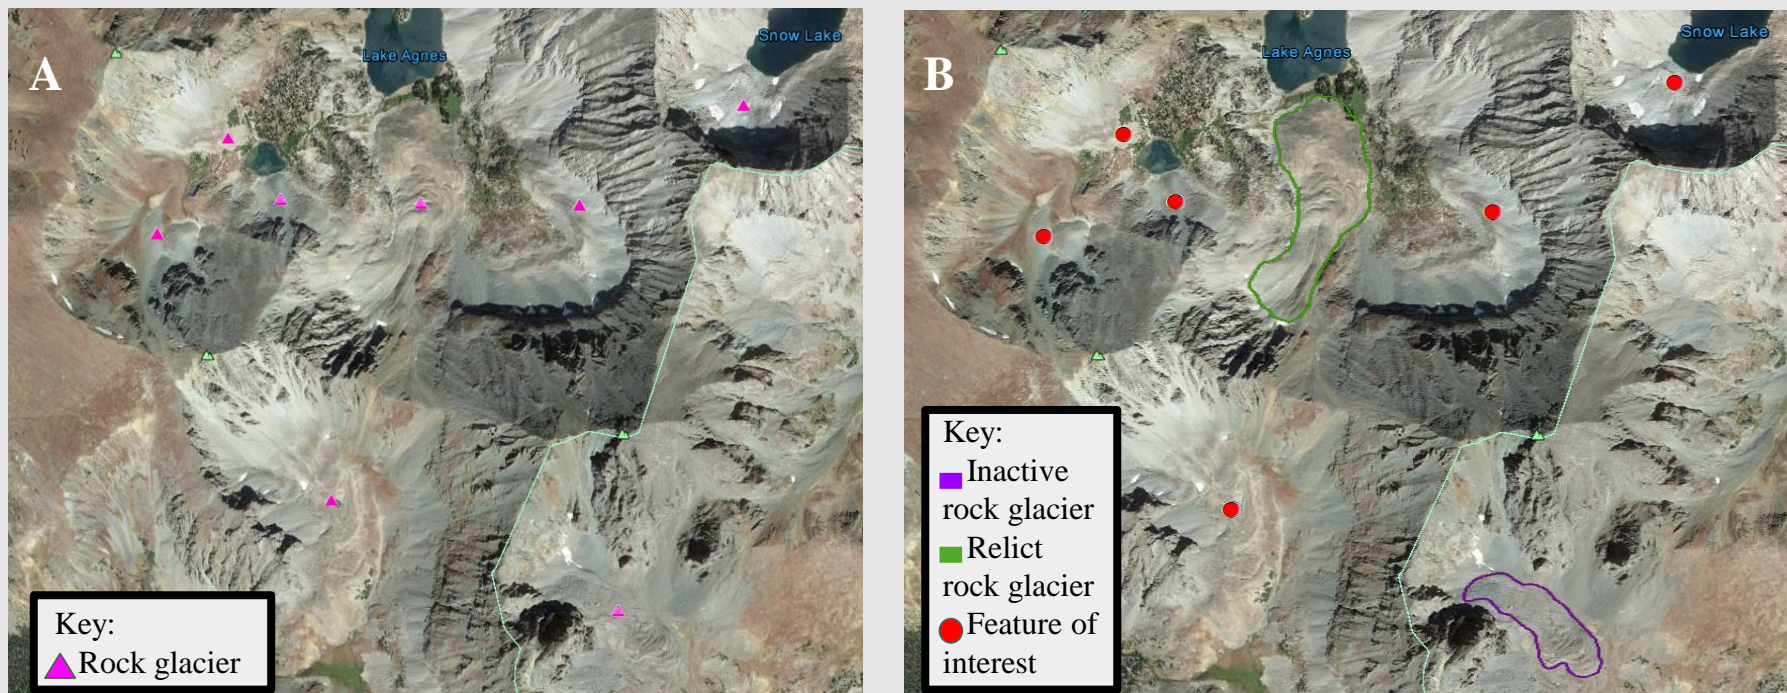 A
Lake Agnes
Snow Lake
Key:
Rock glacier
B
Lake Agnes
Snow Lake
Key:
Inactive
rock glacier
Relict
rock glacier
Feature of
interest